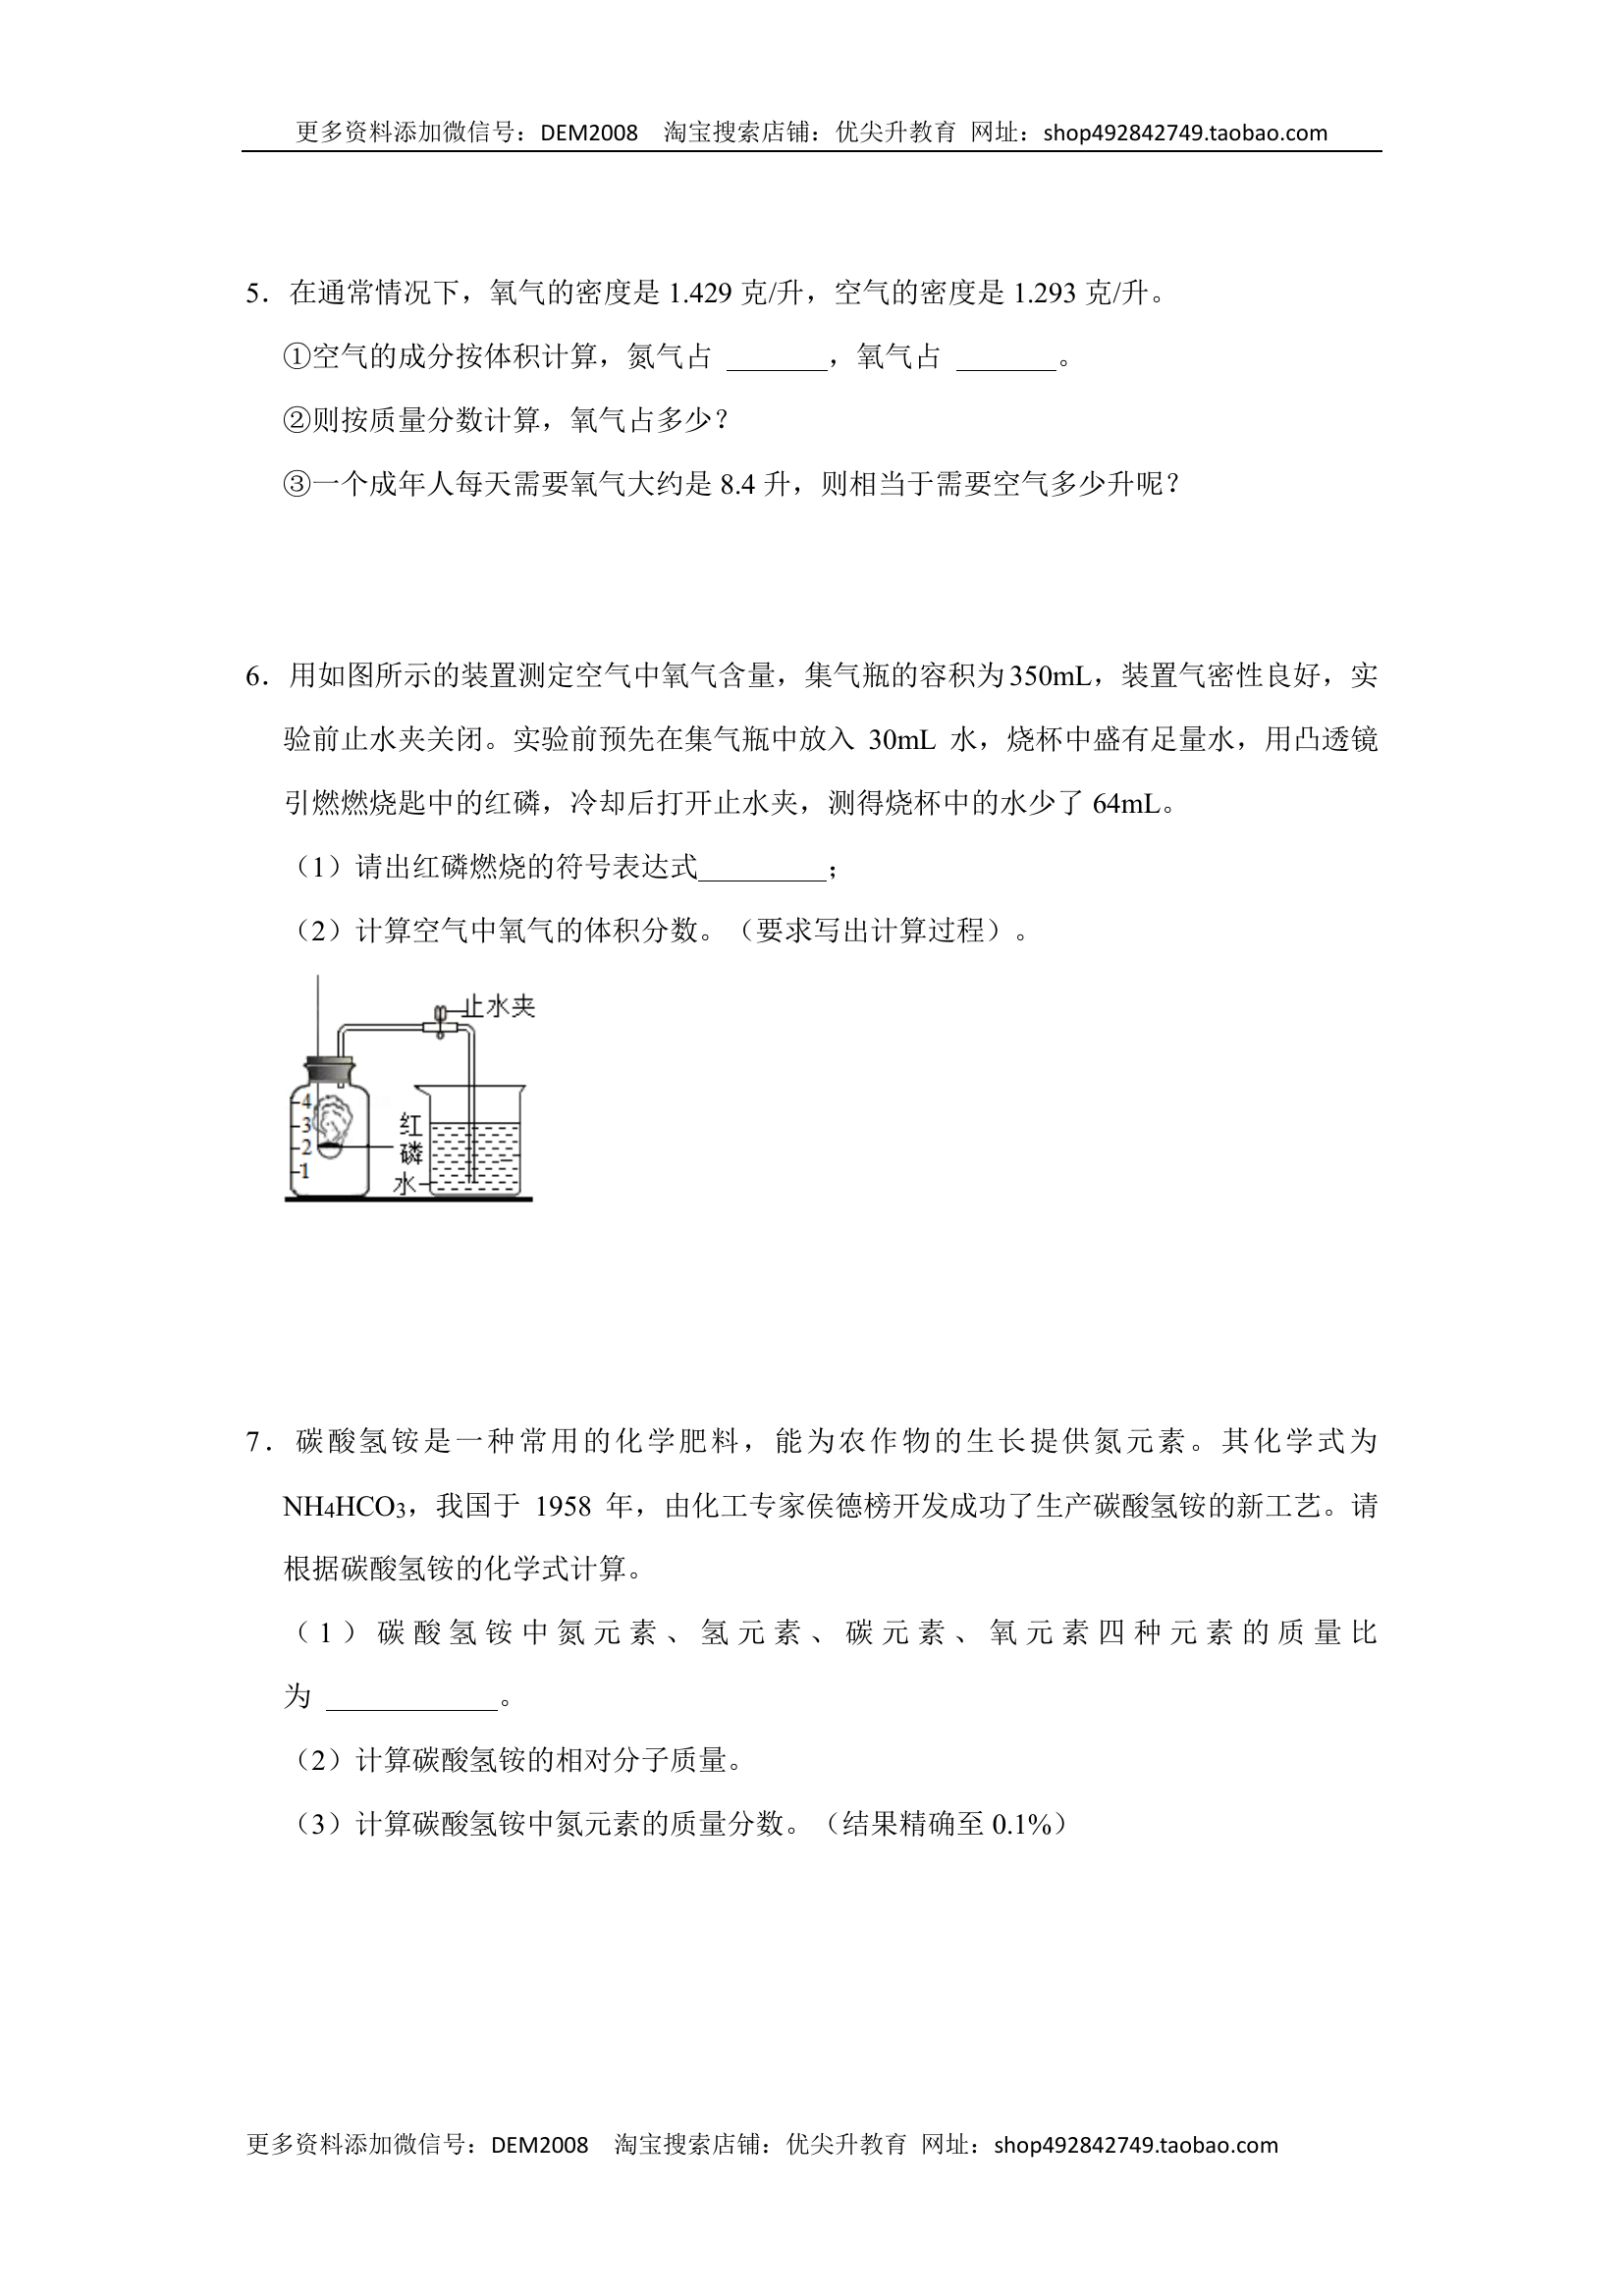 更多资料添加微信号：DEM2008 淘宝搜索店铺：优尖升教育 网址：shop492842749.taobao.com
5．在通常情况下，氧气的密度是 1.429 克/升，空气的密度是 1.293 克/升。
①空气的成分按体积计算，氮气占 _______，氧气占 _______。
②则按质量分数计算，氧气占多少？
③一个成年人每天需要氧气大约是 8.4 升，则相当于需要空气多少升呢？
6．用如图所示的装置测定空气中氧气含量，集气瓶的容积为 350mL，装置气密性良好，实
验前止水夹关闭。实验前预先在集气瓶中放入 30mL 水，烧杯中盛有足量水，用凸透镜
引燃燃烧匙中的红磷，冷却后打开止水夹，测得烧杯中的水少了 64mL。
（1）请出红磷燃烧的符号表达式_________；
（2）计算空气中氧气的体积分数。（要求写出计算过程）。
止水夹
4
3
2
1
红
磷
水
7．碳酸氢铵是一种常用的化学肥料，能为农作物的生长提供氮元素。其化学式为
NH4HCO3，我国于 1958 年，由化工专家侯德榜开发成功了生产碳酸氢铵的新工艺。请
根据碳酸氢铵的化学式计算。
（1）碳酸氢铵中氮元素、氢元素、碳元素、氧元素四种元素的质量比
为 ____________。
（2）计算碳酸氢铵的相对分子质量。
（3）计算碳酸氢铵中氮元素的质量分数。（结果精确至 0.1%）
更多资料添加微信号：DEM2008 淘宝搜索店铺：优尖升教育 网址：shop492842749.taobao.com